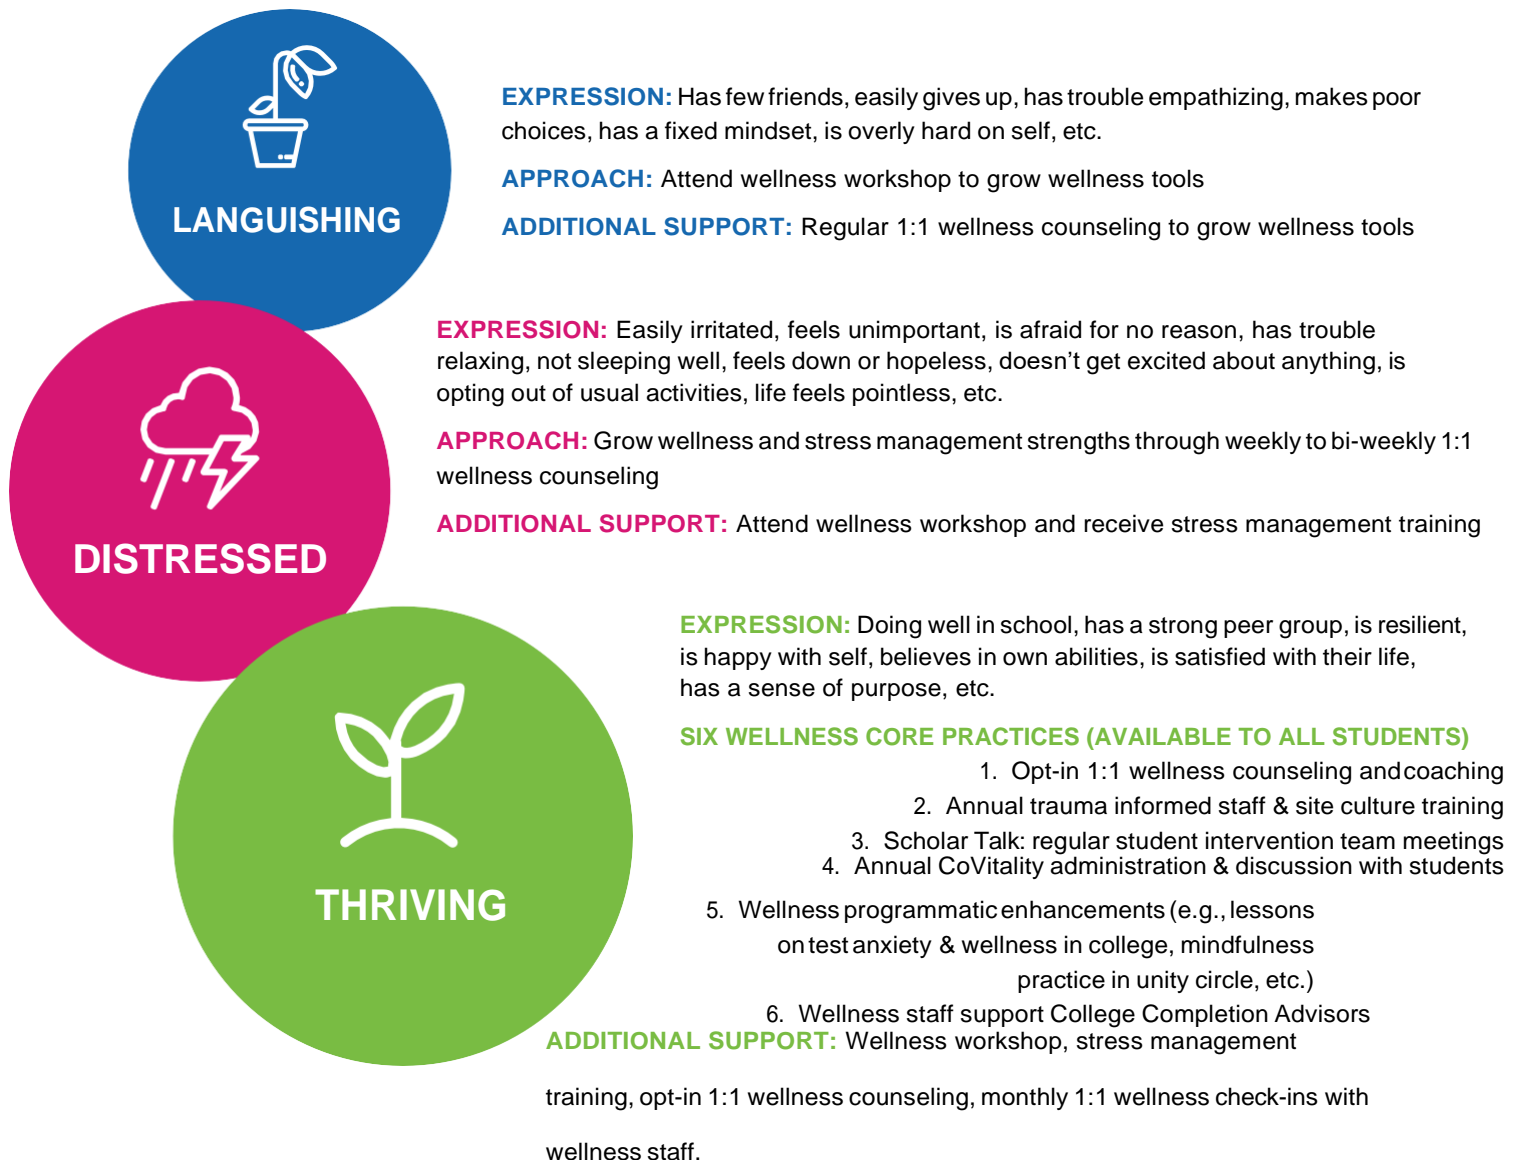 LANGUISHING
EXPRESSION: Has few friends, easily gives up, has trouble empathizing, makes poor
choices, has a fixed mindset, is overly hard on self, etc.
APPROACH: Attend wellness workshop to grow wellness tools
ADDITIONAL SUPPORT: Regular 1:1 wellness counseling to grow wellness tools
DISTRESSED
EXPRESSION: Easily irritated, feels unimportant, is afraid for no reason, has trouble
relaxing, not sleeping well, feels down or hopeless, doesn't get excited about anything, is
opting out of usual activities, life feels pointless, etc.
APPROACH: Grow wellness and stress management strengths through weekly to bi-weekly 1:1
wellness counseling
ADDITIONAL SUPPORT: Attend wellness workshop and receive stress management training
THRIVING
EXPRESSION: Doing well in school, has a strong peer group, is resilient,
is happy with self, believes in own abilities, is satisfied with their life,
has a sense of purpose, etc.
SIX WELLNESS CORE PRACTICES (AVAILABLE TO ALL STUDENTS)
1. Opt-in 1:1 wellness counseling and coaching
2. Annual trauma informed staff & site culture training
3. Scholar Talk: regular student intervention team meetings
4. Annual CoVitality administration & discussion with students
5. Wellness programmatic enhancements (e.g., lessons
on test anxiety & wellness in college, mindfulness
practice in unity circle, etc.)
6. Wellness staff support College Completion Advisors
ADDITIONAL SUPPORT: Wellness workshop, stress management
training, opt-in 1:1 wellness counseling, monthly 1:1 wellness check-ins with
wellness staff.